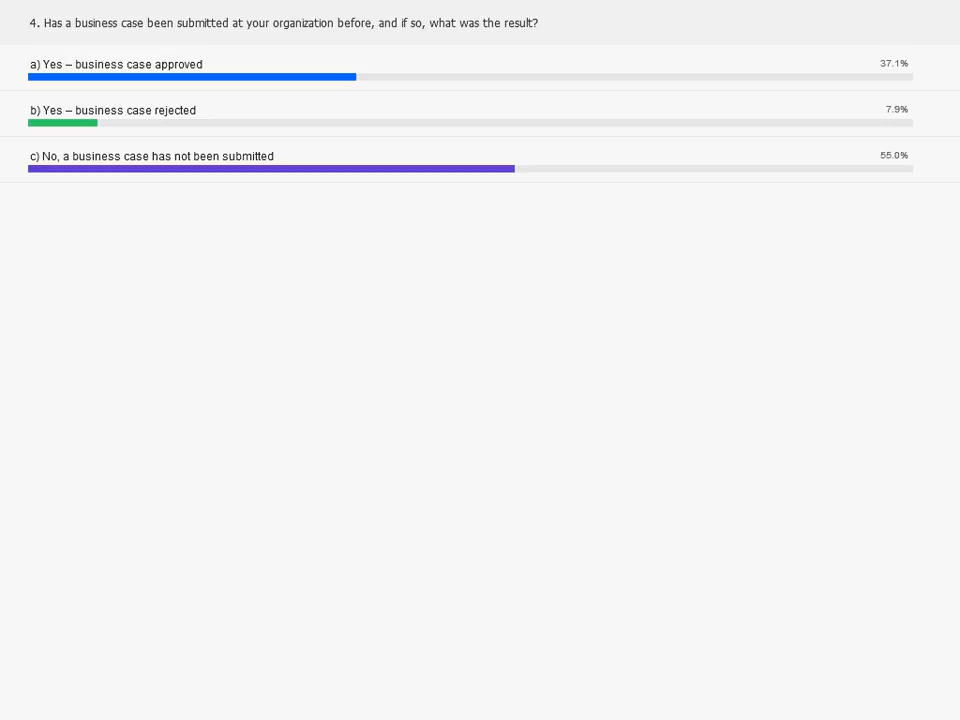 4. Has a business case been submitted at your organization before, and if so, what was the result?
a) Yes – business case approved 37.1%
b) Yes – business case rejected 7.9%
c) No, a business case has not been submitted 55.0%